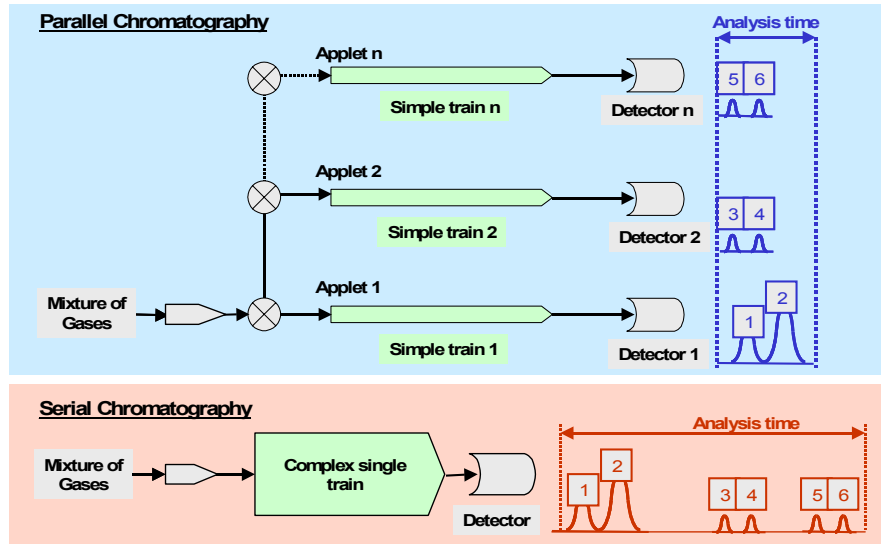 Parallel Chromatography
Analysis time
Applet n
5 6
Simple train n
Detector n
Applet 2
3 4
Simple train 2
Detector 2
Applet 1
2
Mixture of
Gases
1
Simple train 1
Detector 1
Serial Chromatography
Analysis time
Mixture of
Gases
Complex single
train
2
1
3 4
5 6
Detector